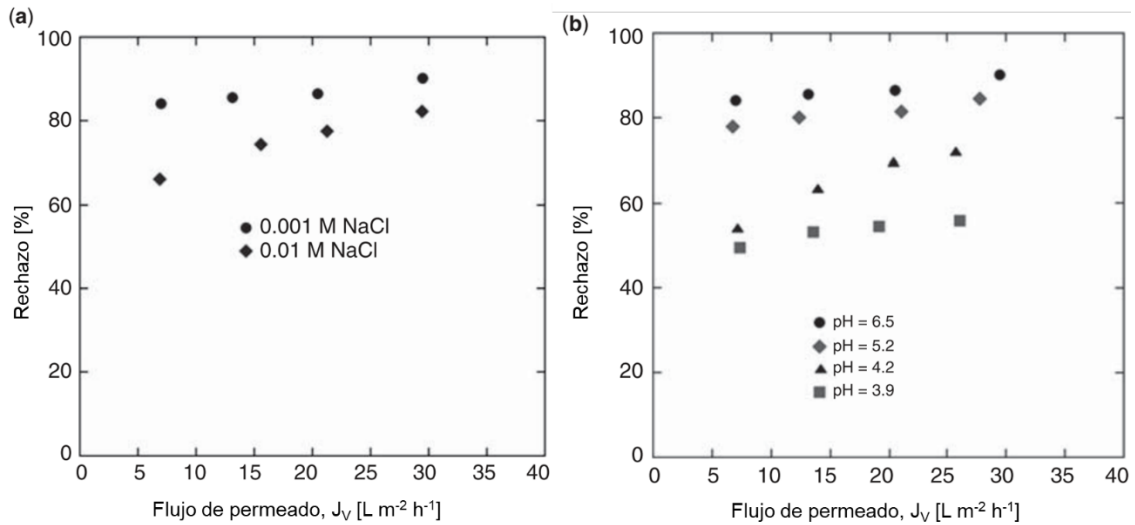 (a)
100
80
60
40
20
0
Rechazo [%]
0.001 M NaCl
0.01 M NaCl
0 5 10 15 20 25 30 35 40
Flujo de permeado, J_V [L m⁻² h⁻¹]
(b)
100
80
60
40
20
0
Rechazo [%]
pH = 6.5
pH = 5.2
pH = 4.2
pH = 3.9
0 5 10 15 20 25 30 35 40
Flujo de permeado, J_V [L m⁻² h⁻¹]